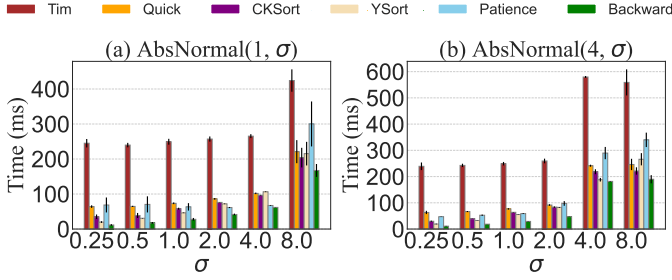 Tim Quick CKSort YSort Patience Backward
(a) AbsNormal(1, σ)
Time (ms)
400
300
200
100
0
0.25 0.5 1.0 2.0 4.0 8.0
σ
(b) AbsNormal(4, σ)
Time (ms)
600
500
400
300
200
100
0
0.25 0.5 1.0 2.0 4.0 8.0
σ